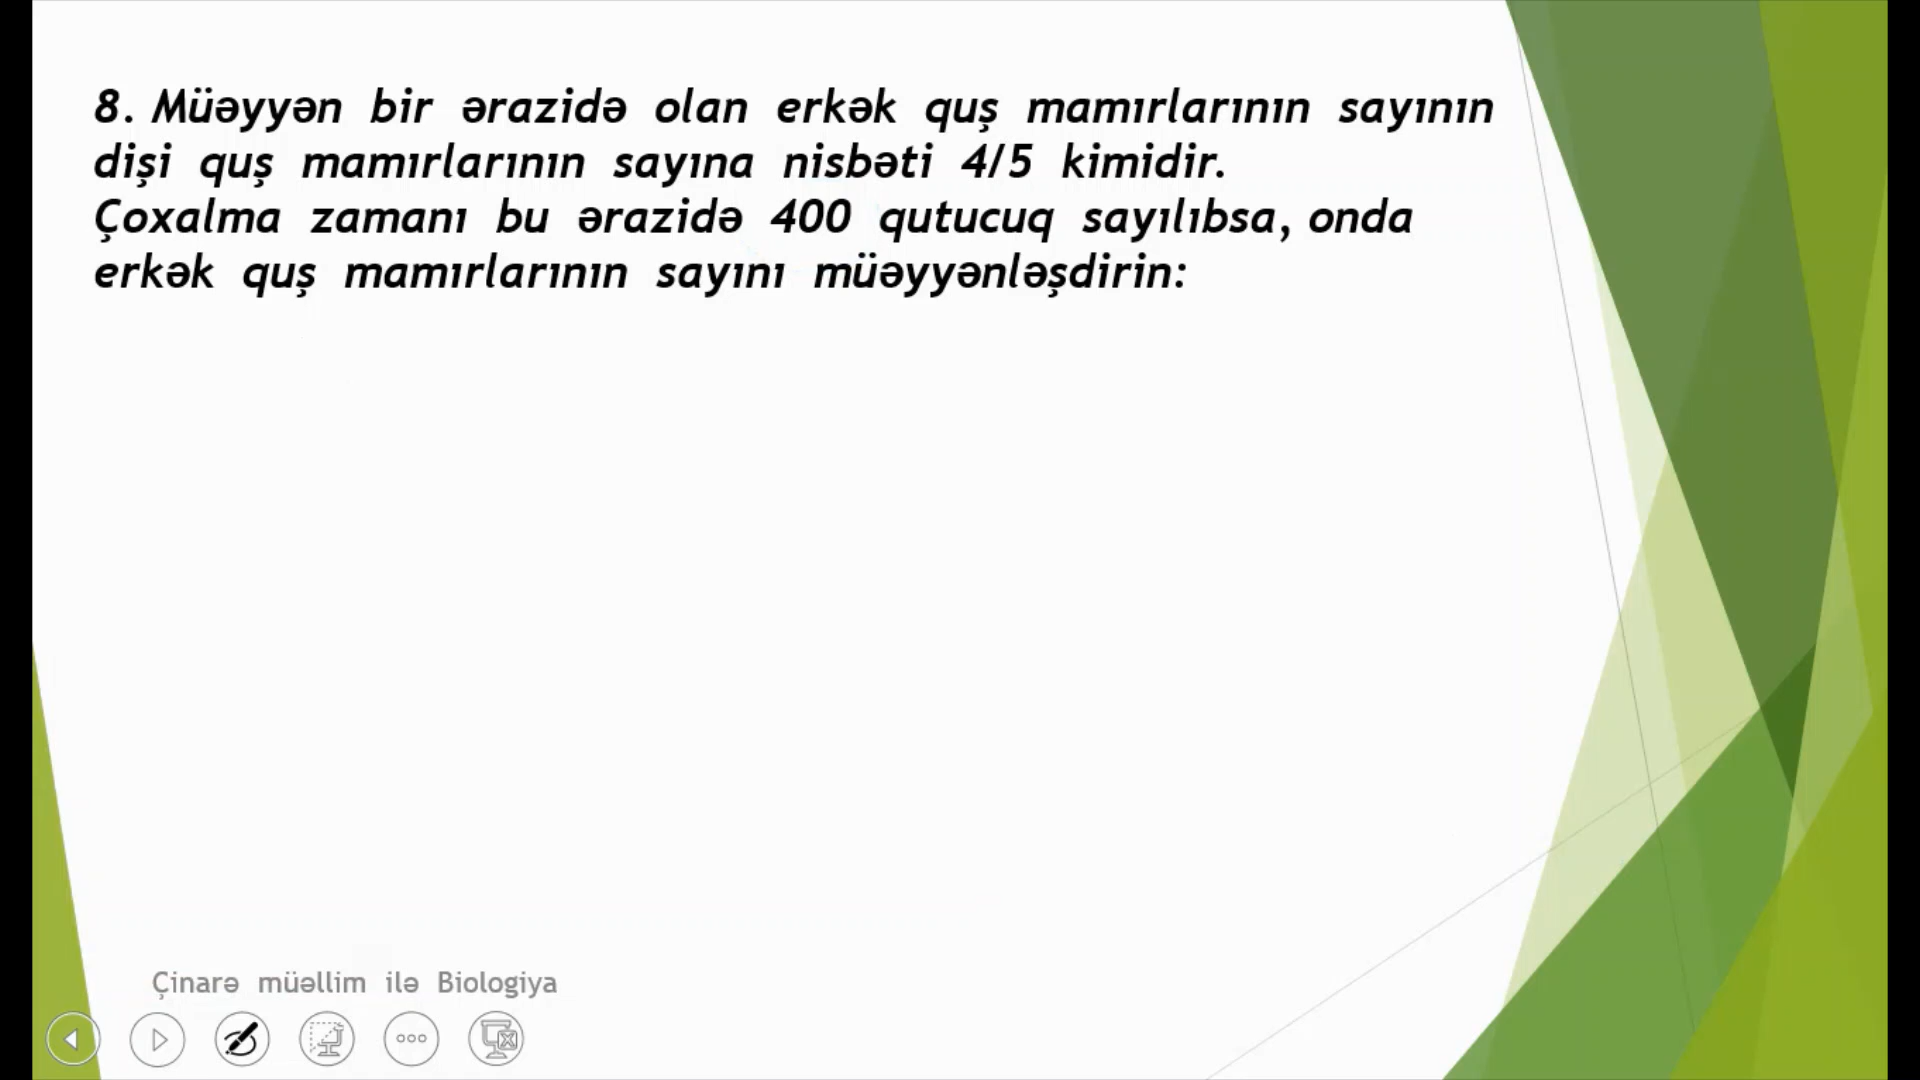 8. Müəyyən bir ərazidə olan erkək quş mamırlarının sayının
dişi quş mamırlarının sayına nisbəti 4/5 kimidir.
Çoxalma zamanı bu ərazidə 400 qutucuq sayılıbsa, onda
erkək quş mamırlarının sayını müəyyənləşdirin:
Çinarə müəllim ilə Biologiya